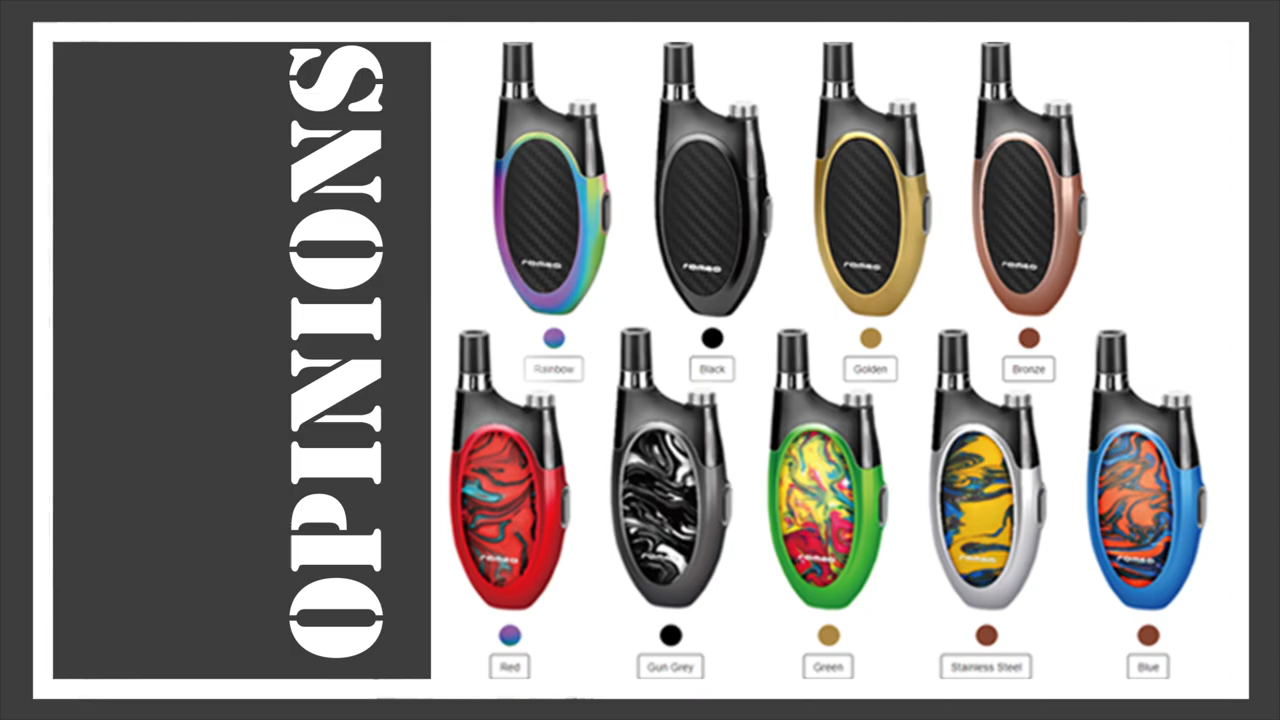 OPINIONS
Rainbow
Black
Golden
Bronze
Red
Gun Grey
Green
Stainless Steel
Blue